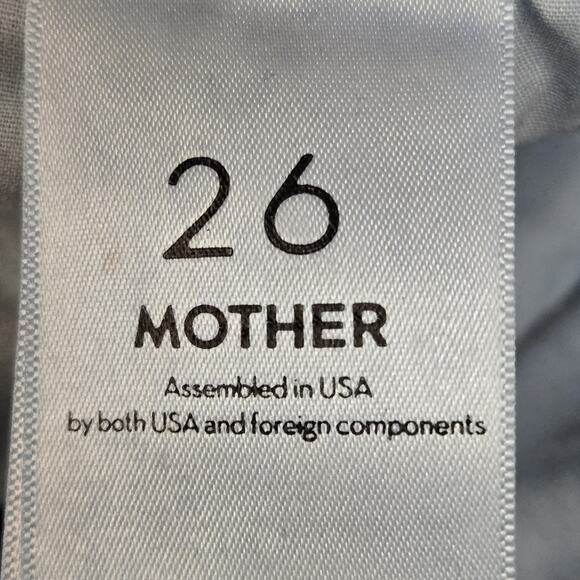 26
MOTHER
Assembled in USA
by both USA and foreign components